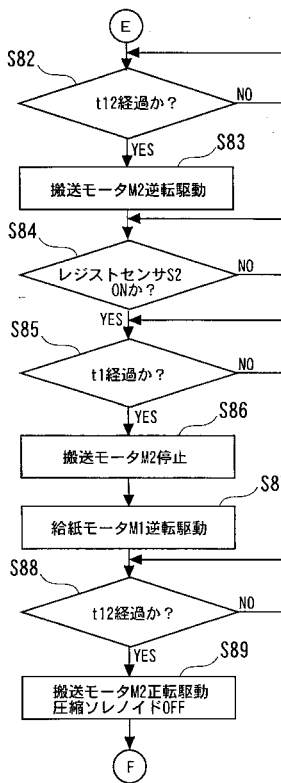 E
S82
t12経過か？
NO
YES
S83
搬送モータM2逆転駆動
S84
レジストセンサS2
ONか？
NO
YES
S85
t1経過か？
NO
YES
S86
搬送モータM2停止
給紙モータM1逆転駆動
S88
t12経過か？
NO
YES
S89
搬送モータM2正転駆動
圧縮ソレノイドOFF
F